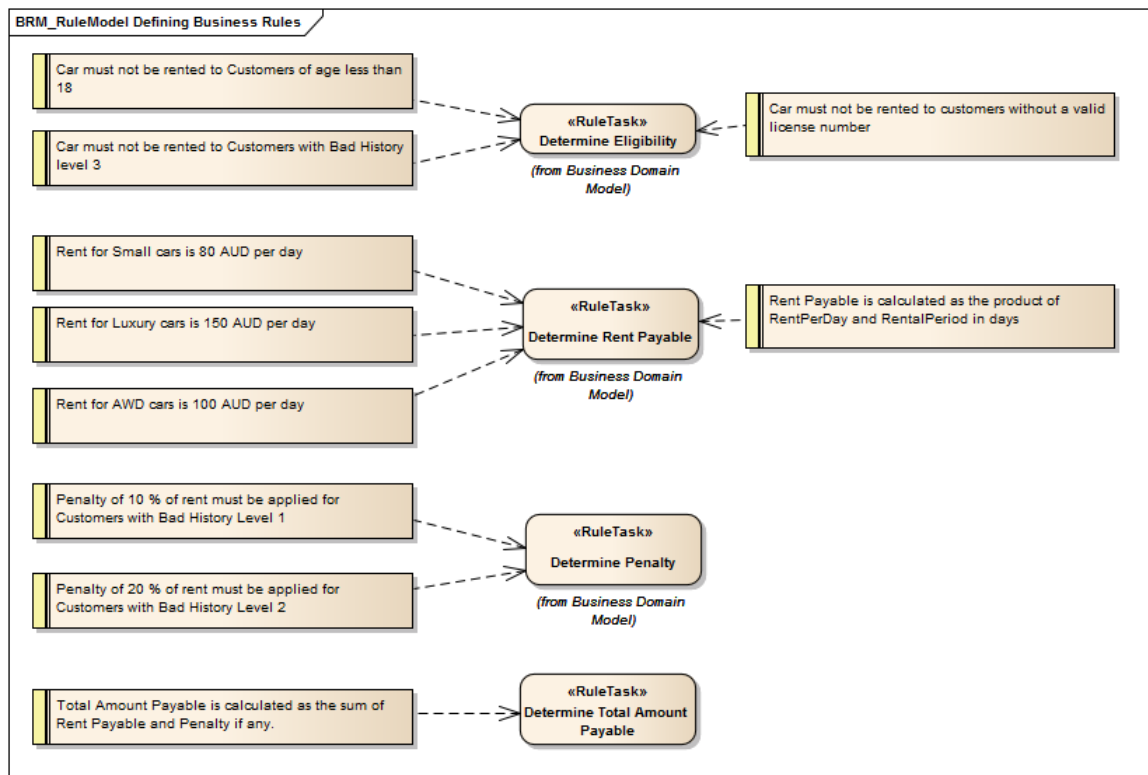 BRM_RuleModel Defining Business Rules
Car must not be rented to Customers of age less than
18
Car must not be rented to Customers with Bad History
level 3
«RuleTask»
Determine Eligibility
(from Business Domain
Model)
Car must not be rented to customers without a valid
license number
Rent for Small cars is 80 AUD per day
Rent for Luxury cars is 150 AUD per day
Rent for AWD cars is 100 AUD per day
«RuleTask»
Determine Rent Payable
(from Business Domain
Model)
Rent Payable is calculated as the product of
RentPerDay and RentalPeriod in days
Penalty of 10 % of rent must be applied for
Customers with Bad History Level 1
Penalty of 20 % of rent must be applied for
Customers with Bad History Level 2
«RuleTask»
Determine Penalty
(from Business Domain
Model)
Total Amount Payable is calculated as the sum of
Rent Payable and Penalty if any.
«RuleTask»
Determine Total Amount
Payable